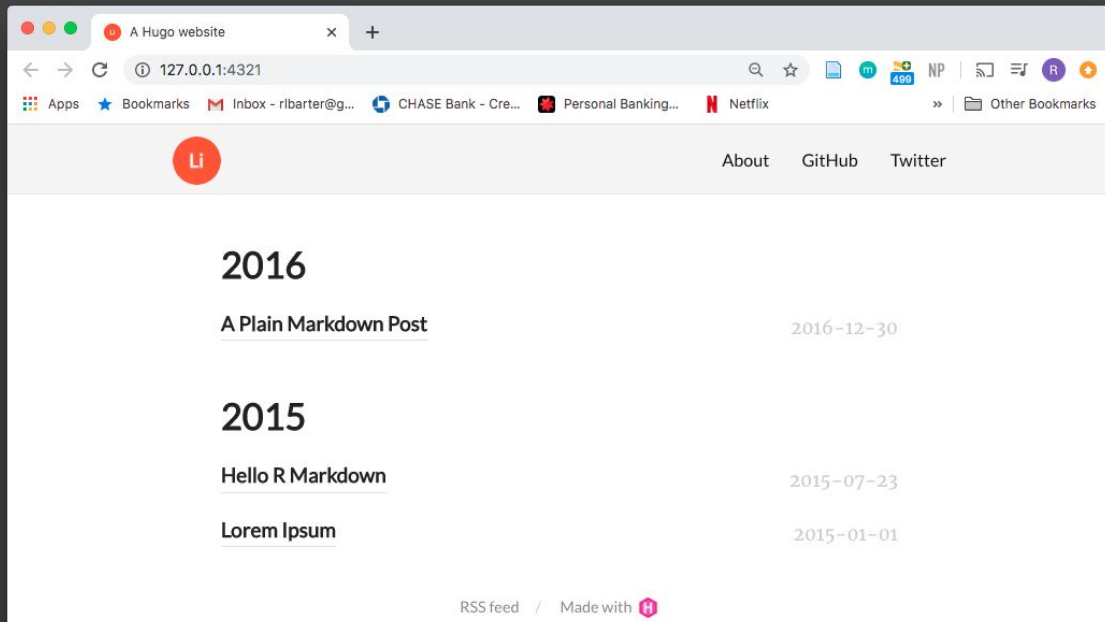 A Hugo website
127.0.0.1:4321
499 NP R
Apps Bookmarks Inbox - rlbarter@g... CHASE Bank - Cre... Personal Banking... N Netflix » Other Bookmarks
Li About GitHub Twitter
2016
A Plain Markdown Post 2016-12-30
2015
Hello R Markdown 2015-07-23
Lorem Ipsum 2015-01-01
RSS feed / Made with H